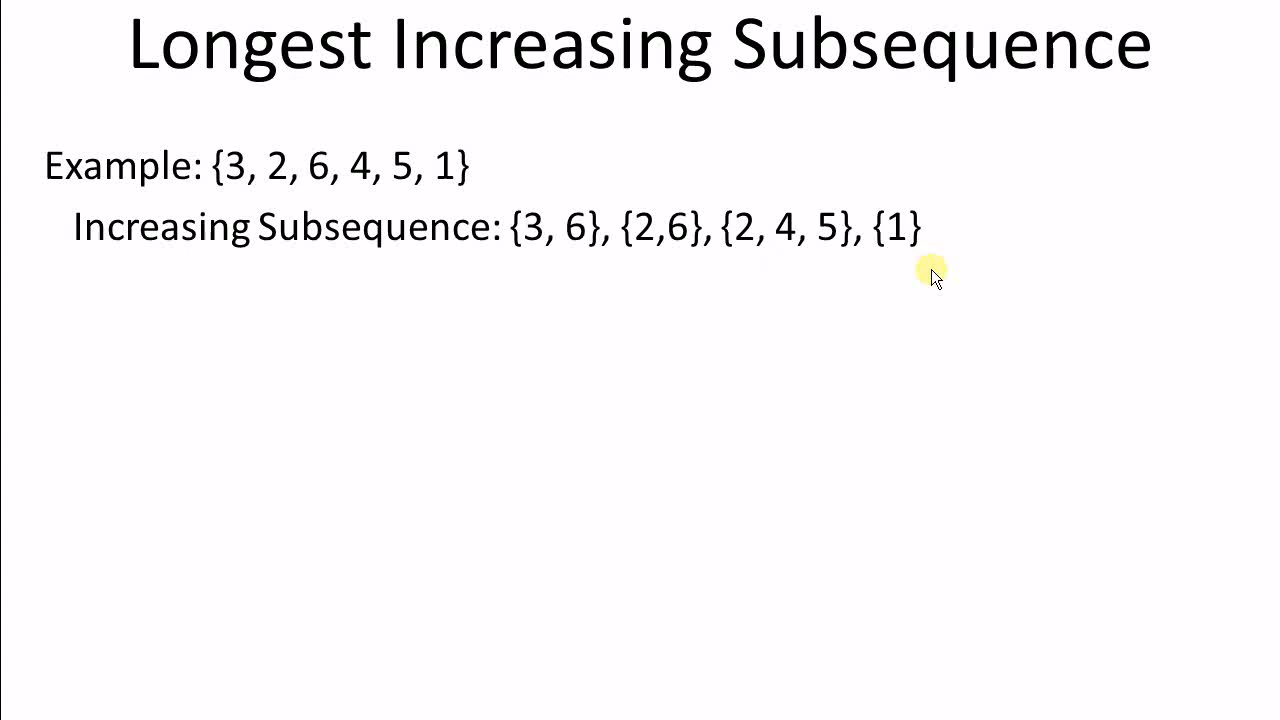 Longest Increasing Subsequence
Example: {3, 2, 6, 4, 5, 1}
Increasing Subsequence: {3, 6}, {2,6}, {2, 4, 5}, {1}